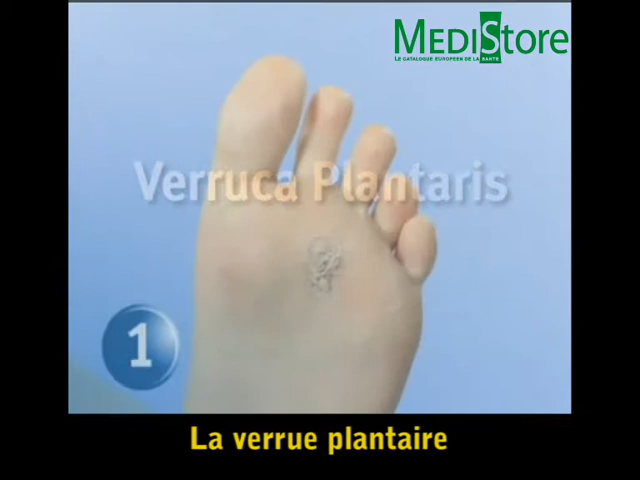 MEDISTORE
LE CATALOGUE EUROPEEN DE LA SANTE
Verruca Plantaris
1
La verrue plantaire